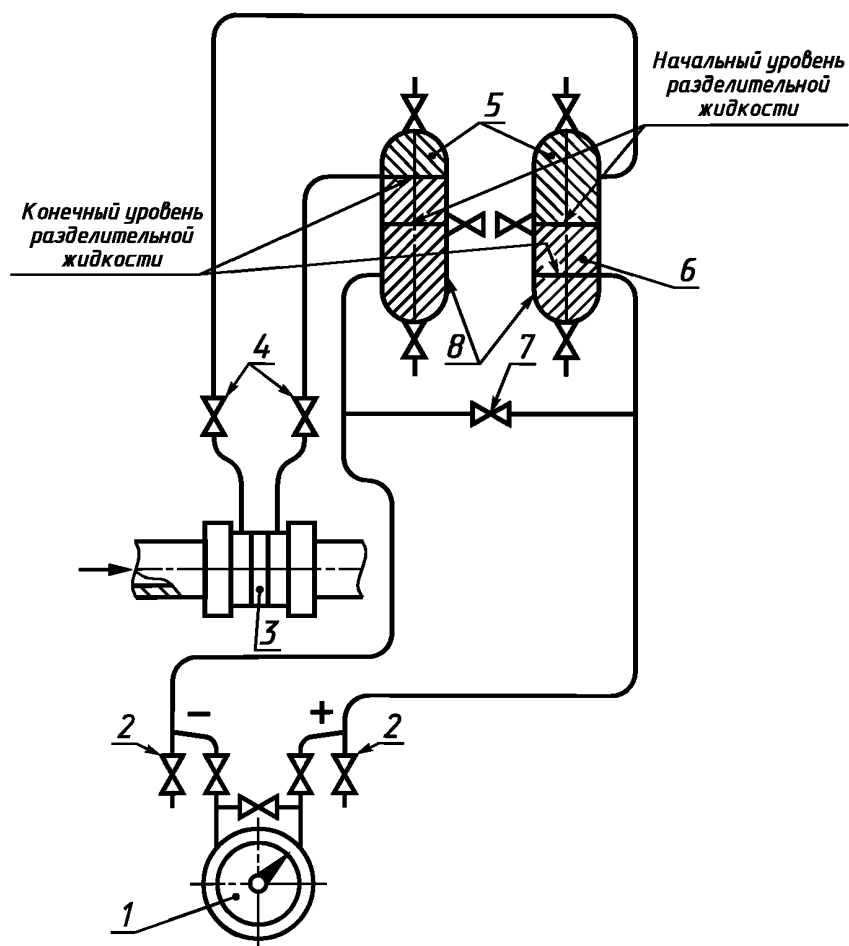 Начальный уровень
разделительной
жидкости
5
Конечный уровень
разделительной
жидкости
6
4
8
7
3
− +
2
2
1